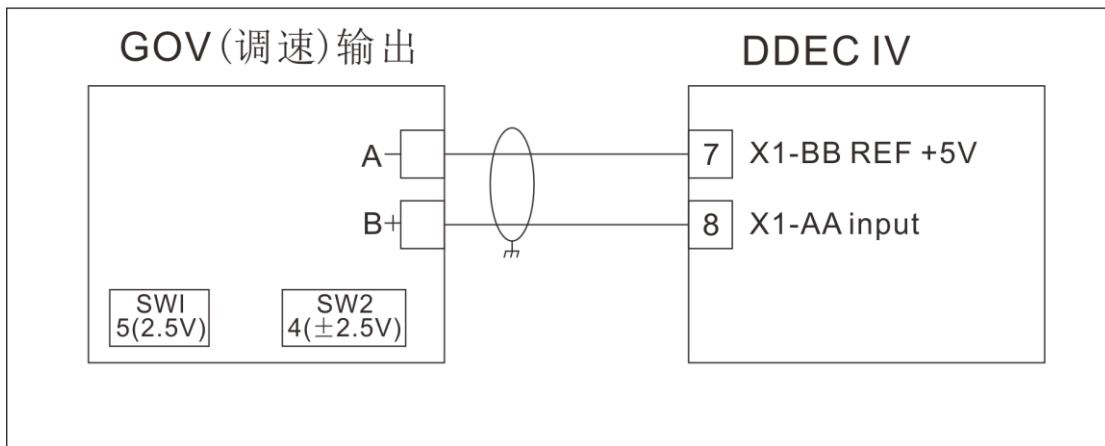 GOV(调速)输出
DDEC IV
A-
7
X1-BB REF +5V
B+
8
X1-AA input
SWI
5(2.5V)
SW2
4(±2.5V)